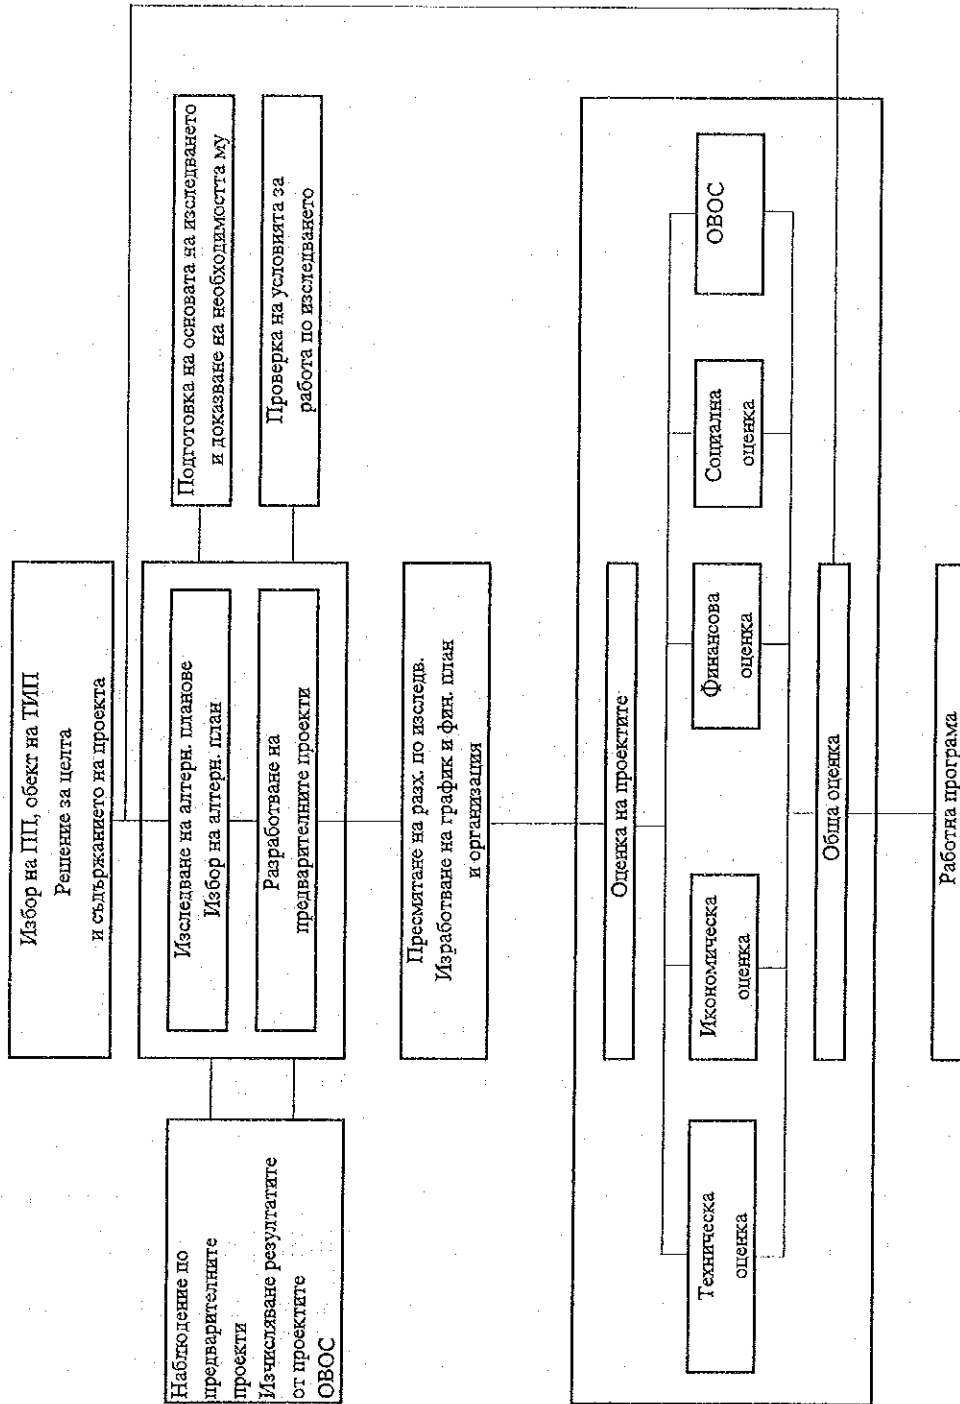 Избор на ПП, обект на ТИП
Решение за целта
и съдържанието на проекта
Наблюдение по
предварителните
проекти
Изчисляване резултатите
от проектите
ОВОС
Изследване на алтерн. планове
Избор на алтерн. план
Разработване на
предварителните проекти
Подготовка на основата на изследването
и доказване на необходимостта му
Проверка на условията за
работа по изследването
Пресмятане на разх. по изследв.
Изработване на график и фин. план
и организация
Оценка на проектите
Техническа
оценка
Икономическа
оценка
Финансова
оценка
Социална
оценка
ОВОС
Обща оценка
Работна програма